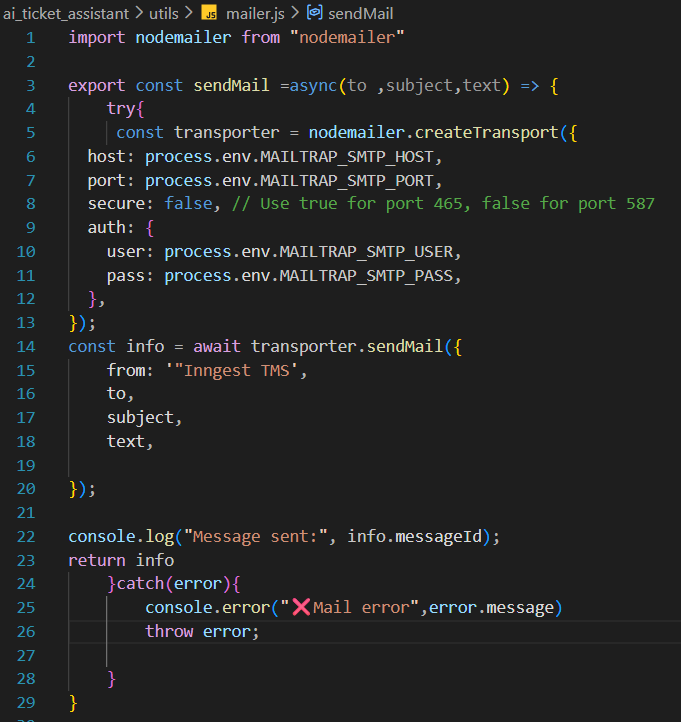 ai_ticket_assistant > utils > JS mailer.js > sendMail
1 import nodemailer from "nodemailer"
2
3 export const sendMail =async(to ,subject,text) => {
4     try{
5      const transporter = nodemailer.createTransport({
6   host: process.env.MAILTRAP_SMTP_HOST,
7   port: process.env.MAILTRAP_SMTP_PORT,
8   secure: false, // Use true for port 465, false for port 587
9   auth: {
10     user: process.env.MAILTRAP_SMTP_USER,
11     pass: process.env.MAILTRAP_SMTP_PASS,
12   },
13 });
14 const info = await transporter.sendMail({
15     from: '"Inngest TMS',
16     to,
17     subject,
18     text,
19
20 });
21
22 console.log("Message sent:", info.messageId);
23 return info
24     }catch(error){
25         console.error("❌Mail error",error.message)
26         throw error;
27
28     }
29 }